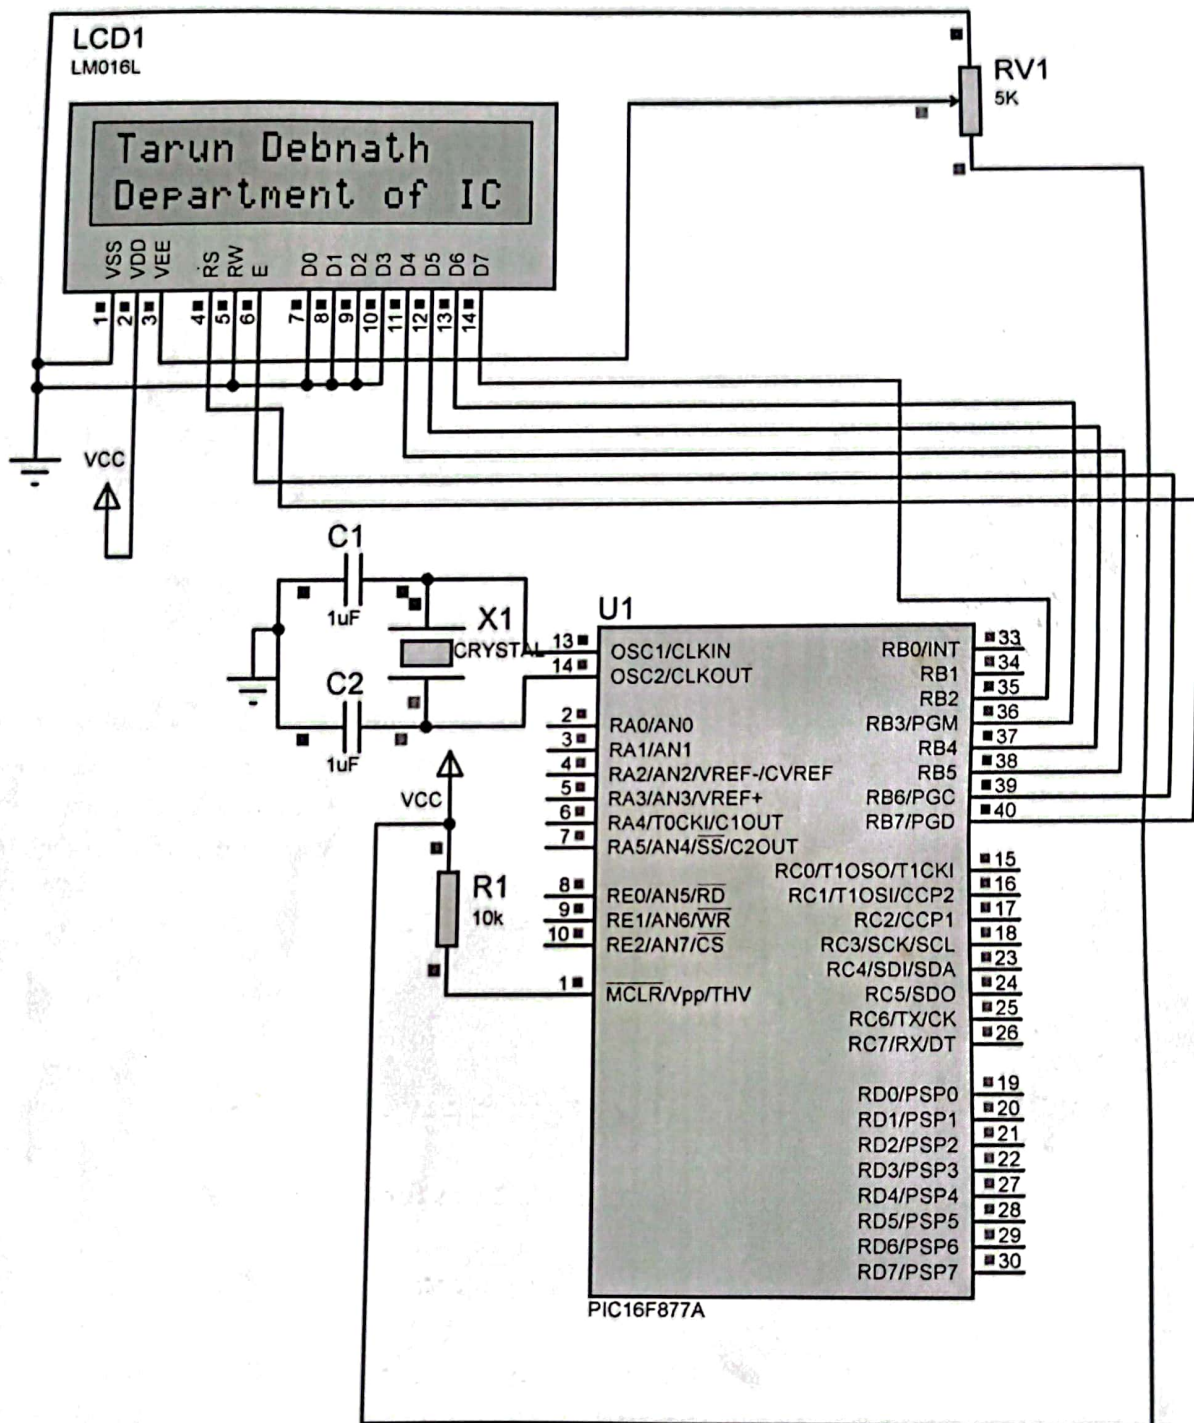 LCD1
LM016L
RV1
5K
Tarun Debnath
Department of IC
VSS VDD VEE RS RW E D0 D1 D2 D3 D4 D5 D6 D7
1 2 3 4 5 6 7 8 9 10 11 12 13 14
VCC
C1
1uF
X1
CRYSTAL
C2
1uF
VCC
R1
10k
U1
13 OSC1/CLKIN
14 OSC2/CLKOUT
2 RA0/AN0
3 RA1/AN1
4 RA2/AN2/VREF-/CVREF
5 RA3/AN3/VREF+
6 RA4/T0CKI/C1OUT
7 RA5/AN4/SS/C2OUT
8 RE0/AN5/RD
9 RE1/AN6/WR
10 RE2/AN7/CS
1 MCLR/Vpp/THV
RB0/INT 33
RB1 34
RB2 35
RB3/PGM 36
RB4 37
RB5 38
RB6/PGC 39
RB7/PGD 40
RC0/T1OSO/T1CKI 15
RC1/T1OSI/CCP2 16
RC2/CCP1 17
RC3/SCK/SCL 18
RC4/SDI/SDA 23
RC5/SDO 24
RC6/TX/CK 25
RC7/RX/DT 26
RD0/PSP0 19
RD1/PSP1 20
RD2/PSP2 21
RD3/PSP3 22
RD4/PSP4 27
RD5/PSP5 28
RD6/PSP6 29
RD7/PSP7 30
PIC16F877A